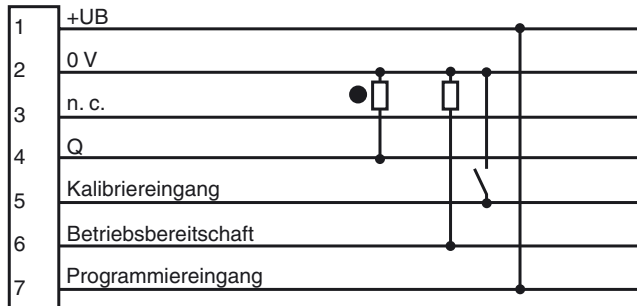 1 +UB
2 0 V
3 n. c.
4 Q
5 Kalibriereingang
6 Betriebsbereitschaft
7 Programmiereingang